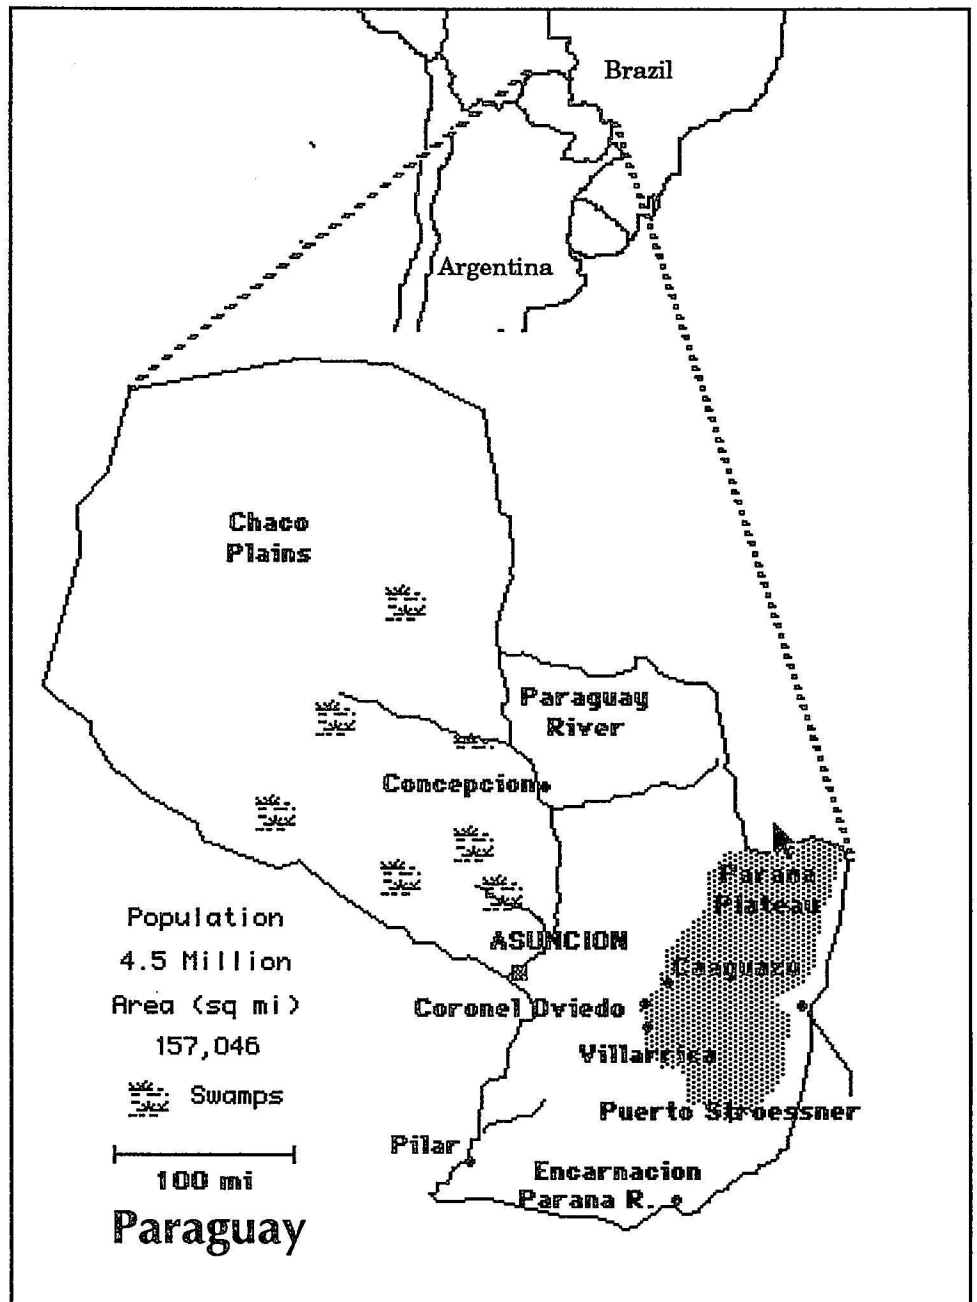 Brazil
Argentina
Chaco
Plains
Paraguay
River
Concepcion
Parana
Plateau
ASUNCION
Caaguazu
Coronel Oviedo
Villarrica
Puerto Stroessner
Pilar
Encarnacion
Parana R.
Population
4.5 Million
Area (sq mi)
157,046
Swamps
100 mi
Paraguay